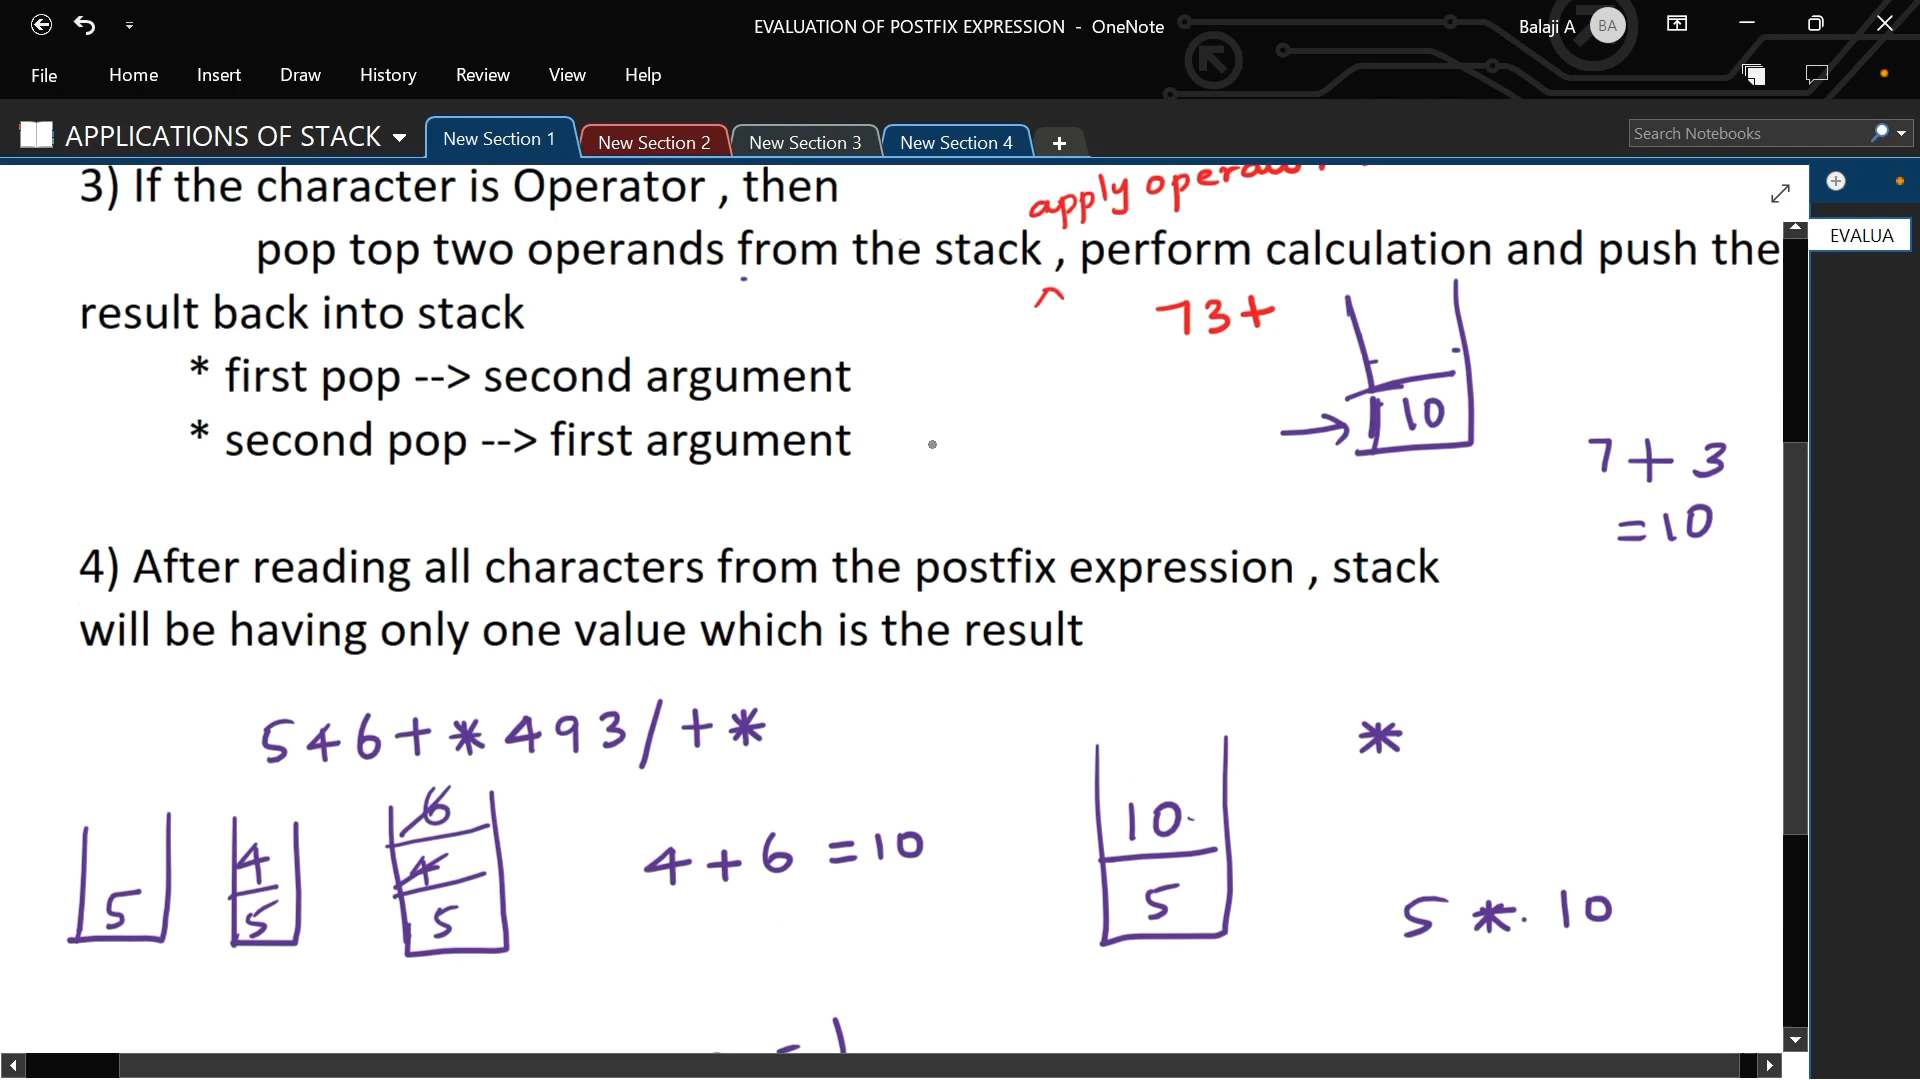 EVALUATION OF POSTFIX EXPRESSION - OneNote
Balaji A BA
File Home Insert Draw History Review View Help
APPLICATIONS OF STACK New Section 1 New Section 2 New Section 3 New Section 4 +
Search Notebooks
EVALUA
3) If the character is Operator , then
apply
pop top two operands from the stack , perform calculation and push the
result back into stack
73+
* first pop --> second argument
10
* second pop --> first argument
7+3
=10
4) After reading all characters from the postfix expression , stack
will be having only one value which is the result
546+*493/+*
*
6
4 4 4+6 =10 10
5 5 5 5 5 * 10